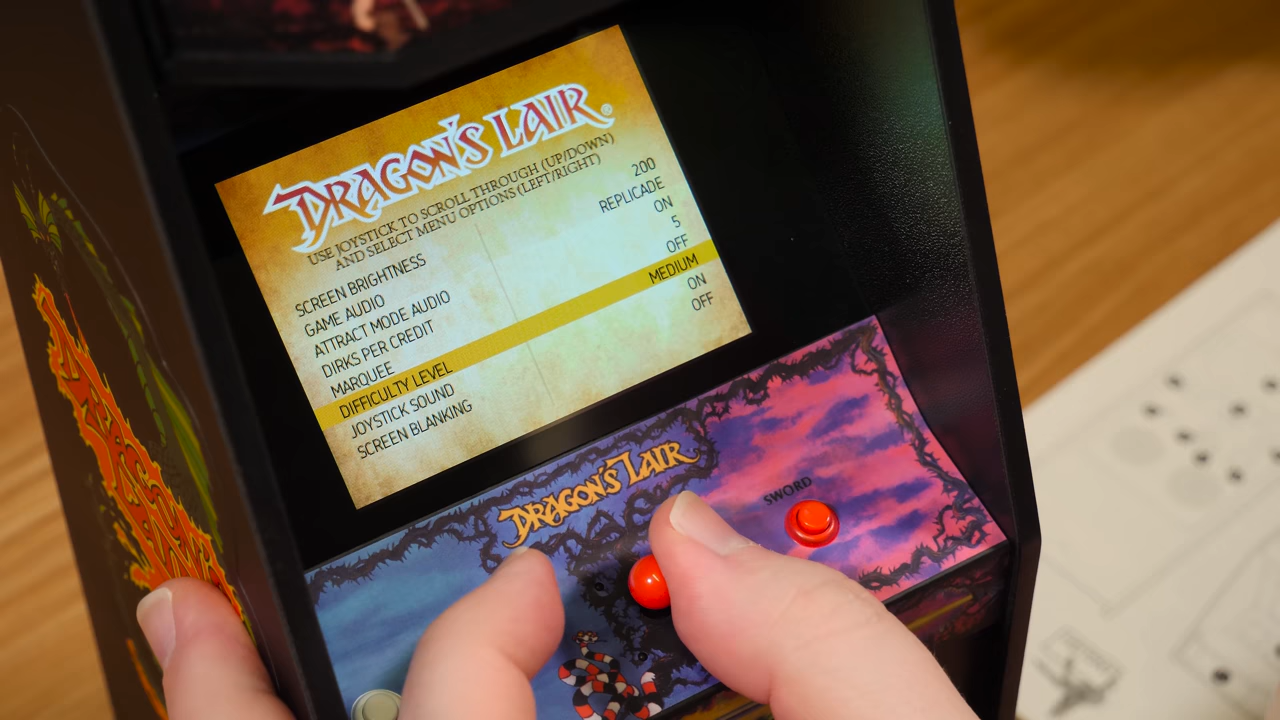 DRAGON'S LAIR®
USE JOYSTICK TO SCROLL THROUGH (UP/DOWN)
AND SELECT MENU OPTIONS (LEFT/RIGHT)
SCREEN BRIGHTNESS 200
GAME AUDIO REPLICADE
ATTRACT MODE AUDIO ON
DIRKS PER CREDIT 5
MARQUEE OFF
DIFFICULTY LEVEL MEDIUM
JOYSTICK SOUND ON
SCREEN BLANKING OFF
DRAGON'S LAIR
SWORD